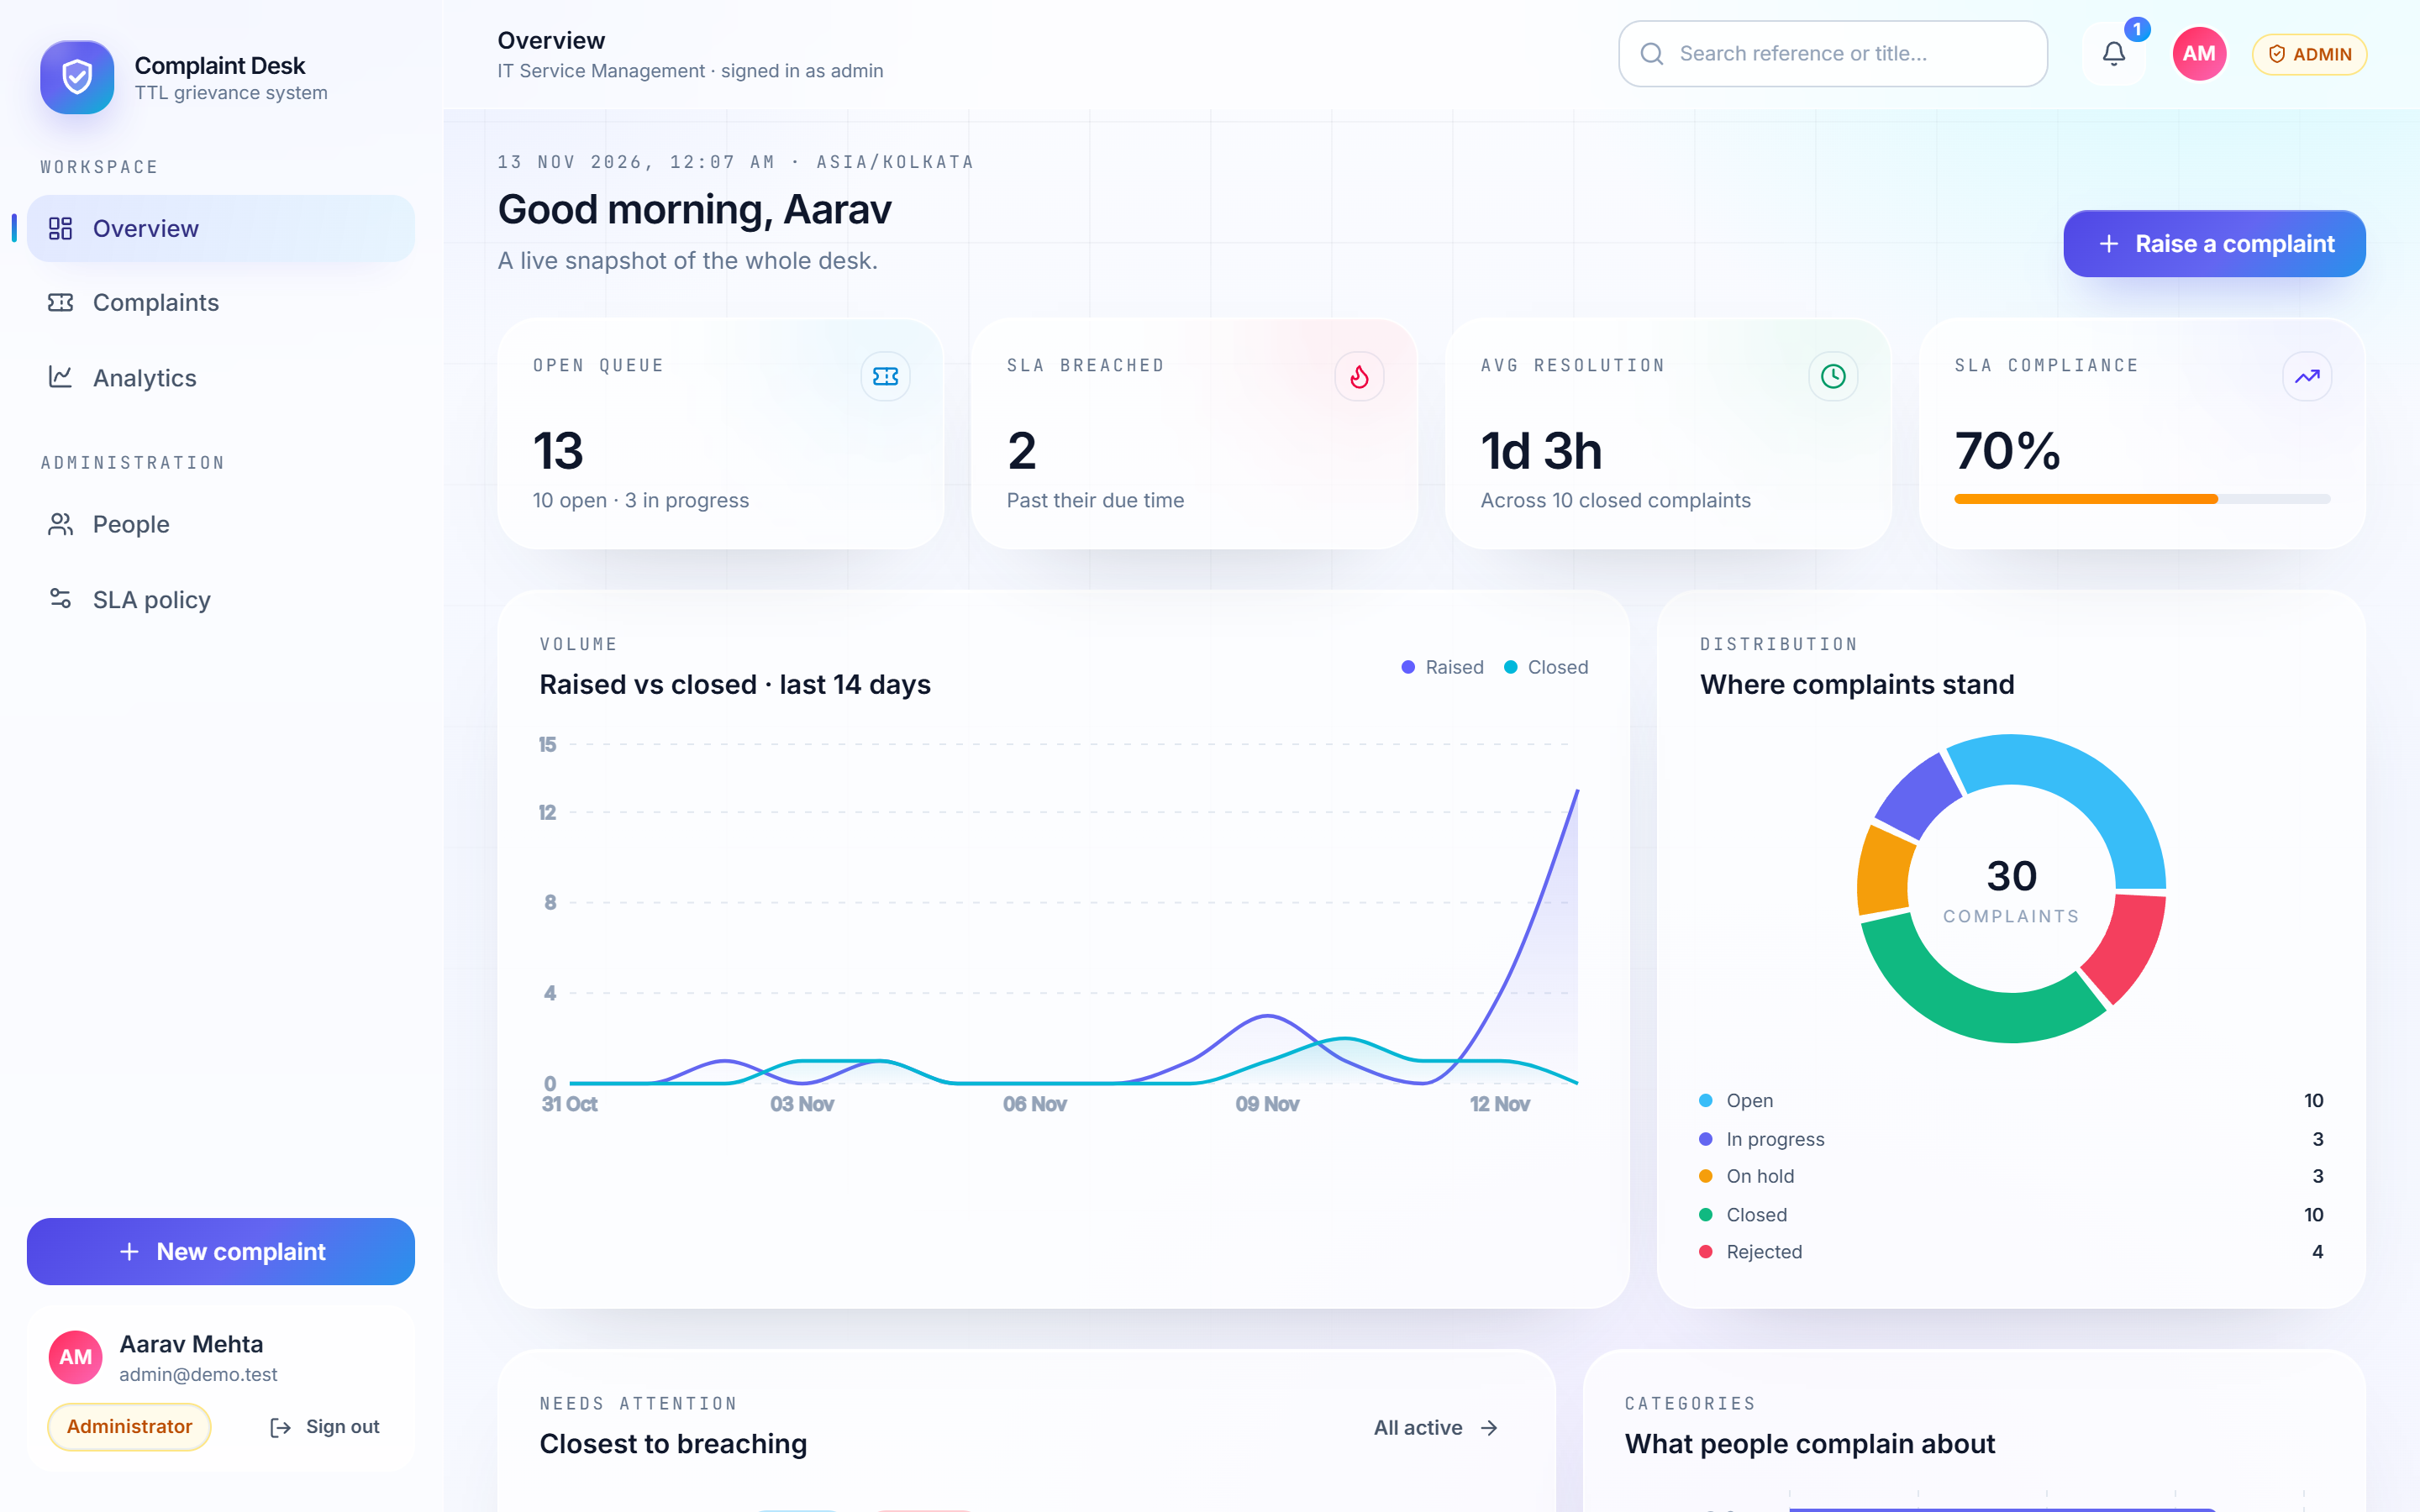 Complaint Desk
TTL grievance system
WORKSPACE
Overview
Complaints
Analytics
ADMINISTRATION
People
SLA policy
New complaint
AM
Aarav Mehta
admin@demo.test
Administrator
Sign out
Overview
IT Service Management · signed in as admin
Search reference or title...
1
AM
ADMIN
13 NOV 2026, 12:07 AM · ASIA/KOLKATA
Good morning, Aarav
A live snapshot of the whole desk.
Raise a complaint
OPEN QUEUE
13
10 open · 3 in progress
SLA BREACHED
2
Past their due time
AVG RESOLUTION
1d 3h
Across 10 closed complaints
SLA COMPLIANCE
70%
VOLUME
Raised vs closed · last 14 days
Raised
Closed
15
12
8
4
0
31 Oct
03 Nov
06 Nov
09 Nov
12 Nov
DISTRIBUTION
Where complaints stand
30
COMPLAINTS
Open 10
In progress 3
On hold 3
Closed 10
Rejected 4
NEEDS ATTENTION
Closest to breaching
All active
CATEGORIES
What people complain about